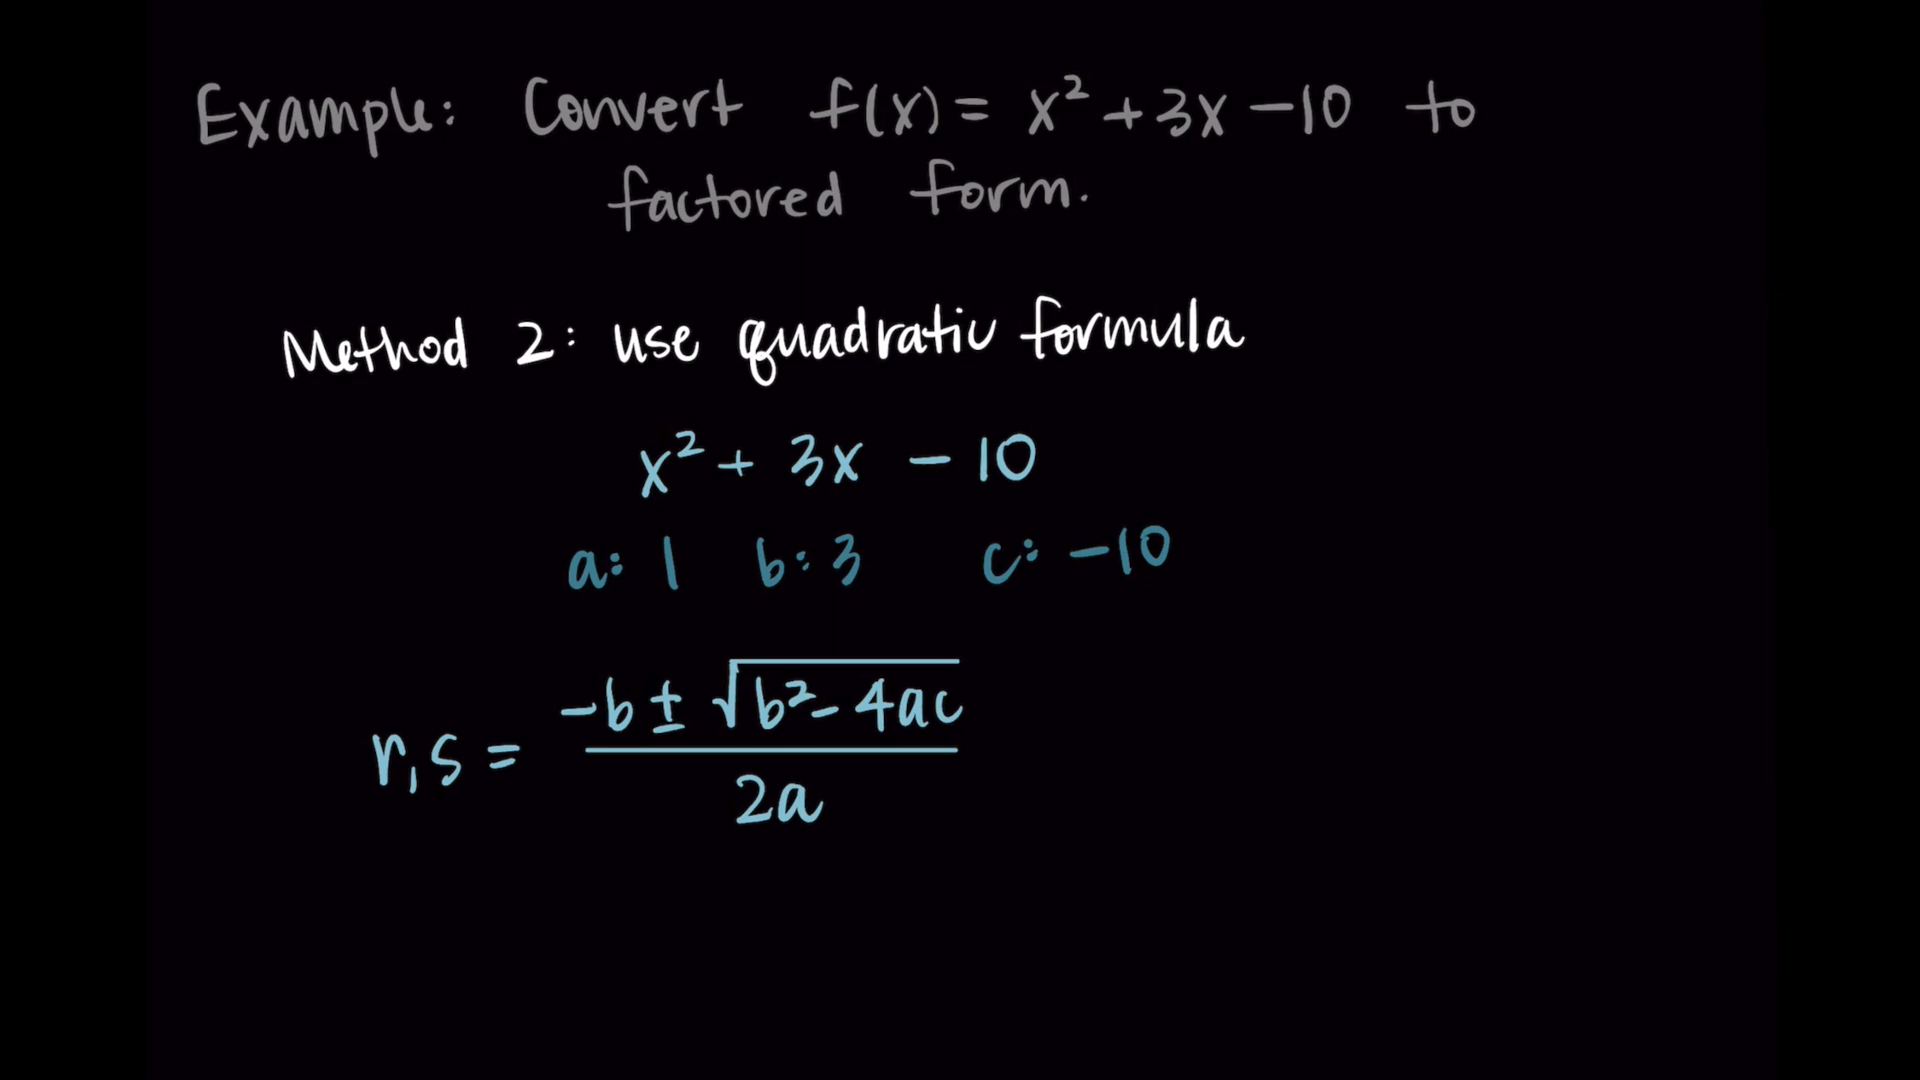 Example: Convert f(x) = x² + 3x - 10 to
factored form.
Method 2: use quadratic formula
x² + 3x - 10
a: 1 b: 3 c: -10
r,s = (-b ± √(b² - 4ac)) / 2a